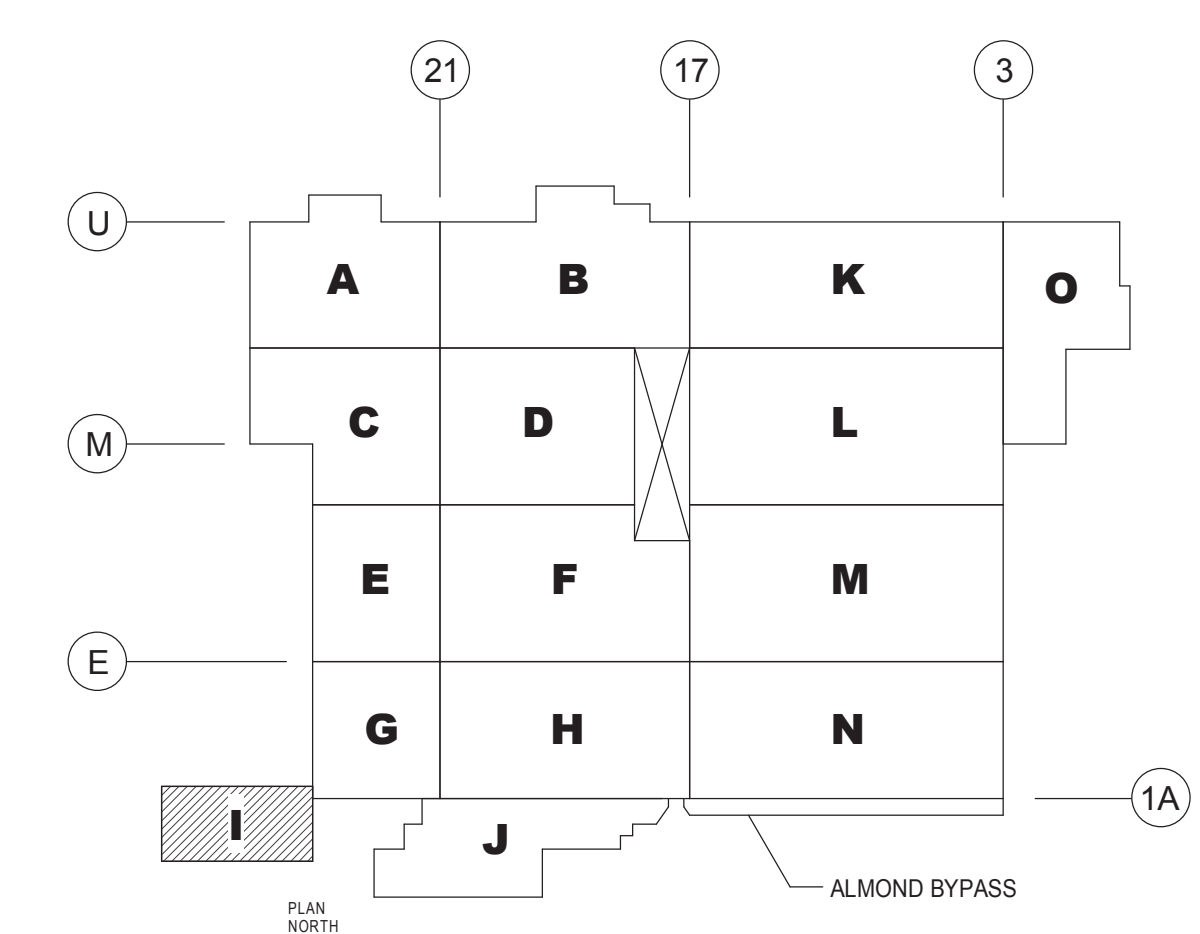 21 17 3
U
A B K O
C D L
M
E F M
E
G H N
I J 1A
ALMOND BYPASS
PLAN
NORTH